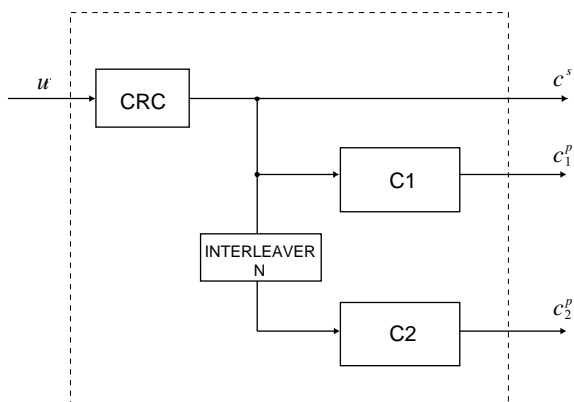 u
CRC
c^s
C1
c_1^p
INTERLEAVER
N
C2
c_2^p